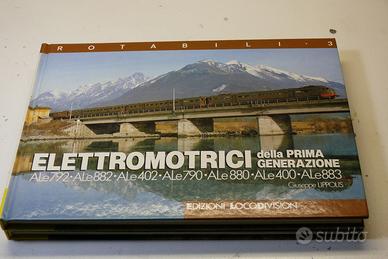 ROTABILI · 3
ELETTROMOTRICI della PRIMA
GENERAZIONE
ALe792 · ALe882 · ALe402 · ALe790 · ALe880 · ALe400 · ALe883
Giuseppe LIPPOLIS
EDIZIONI LOCODIVISION
subito